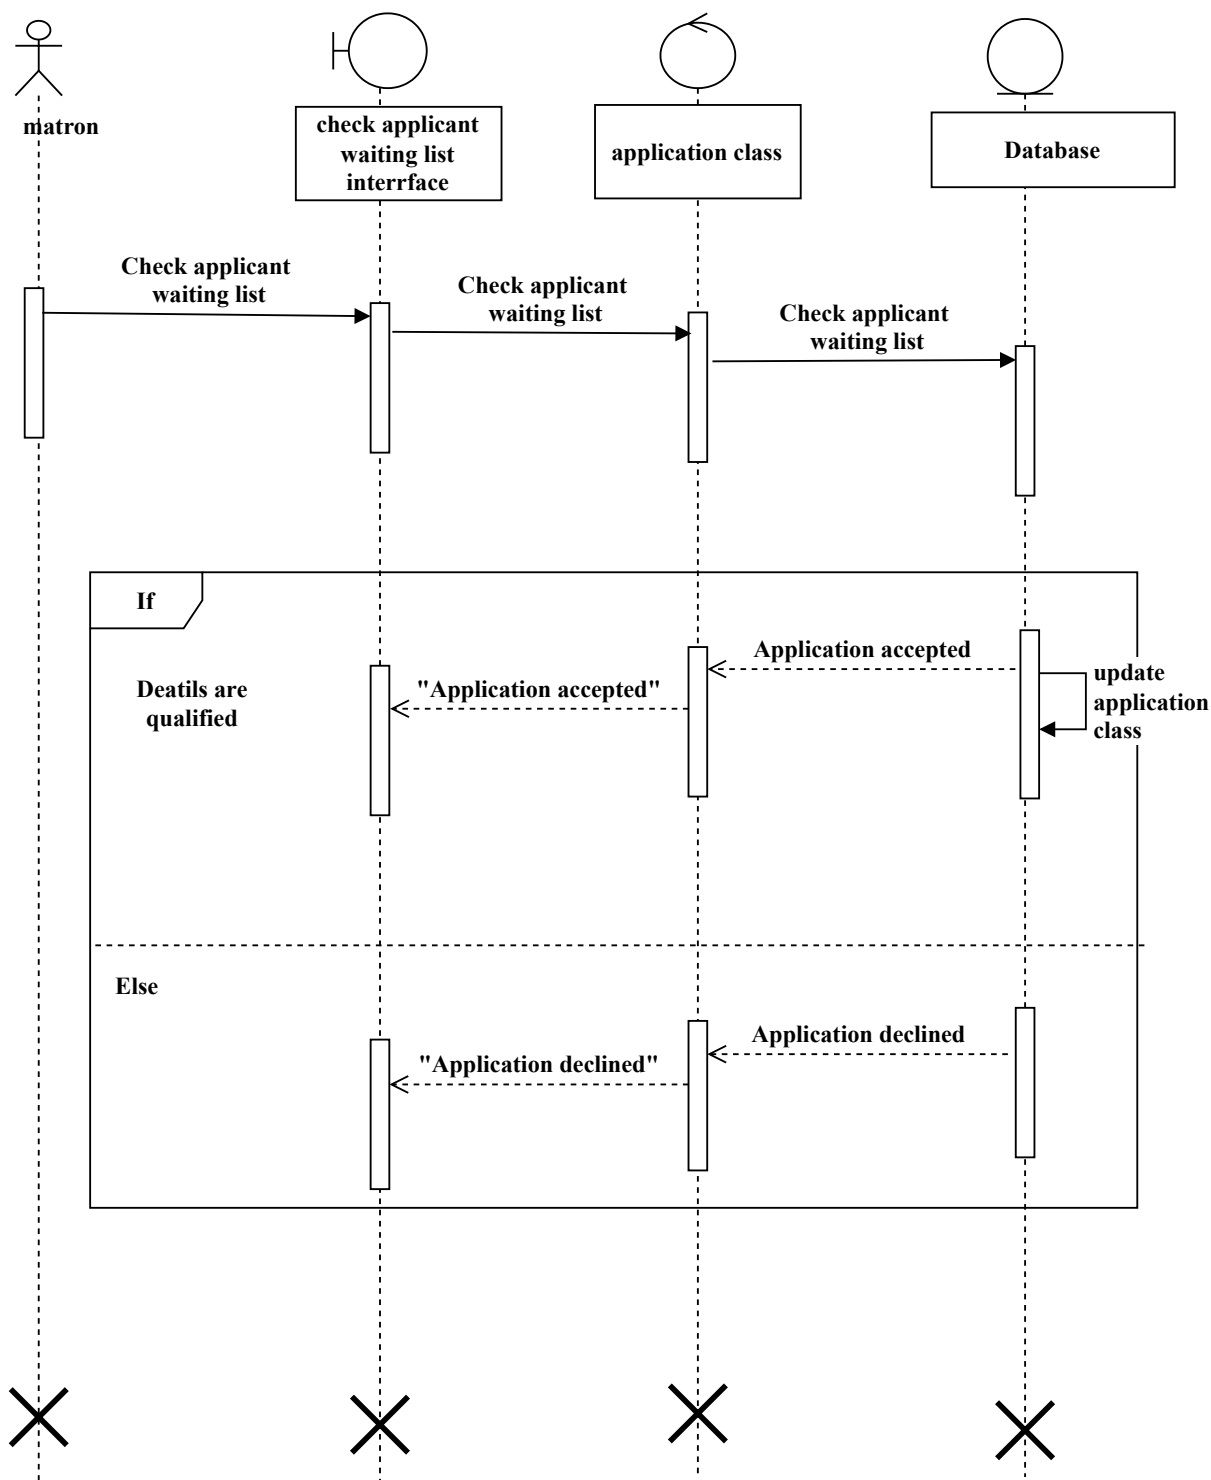 matron
check applicant
waiting list
interrface
application class
Database
Check applicant
waiting list
Check applicant
waiting list
Check applicant
waiting list
If
Application accepted
"Application accepted"
Deatils are
qualified
update
application
class
Else
Application declined
"Application declined"